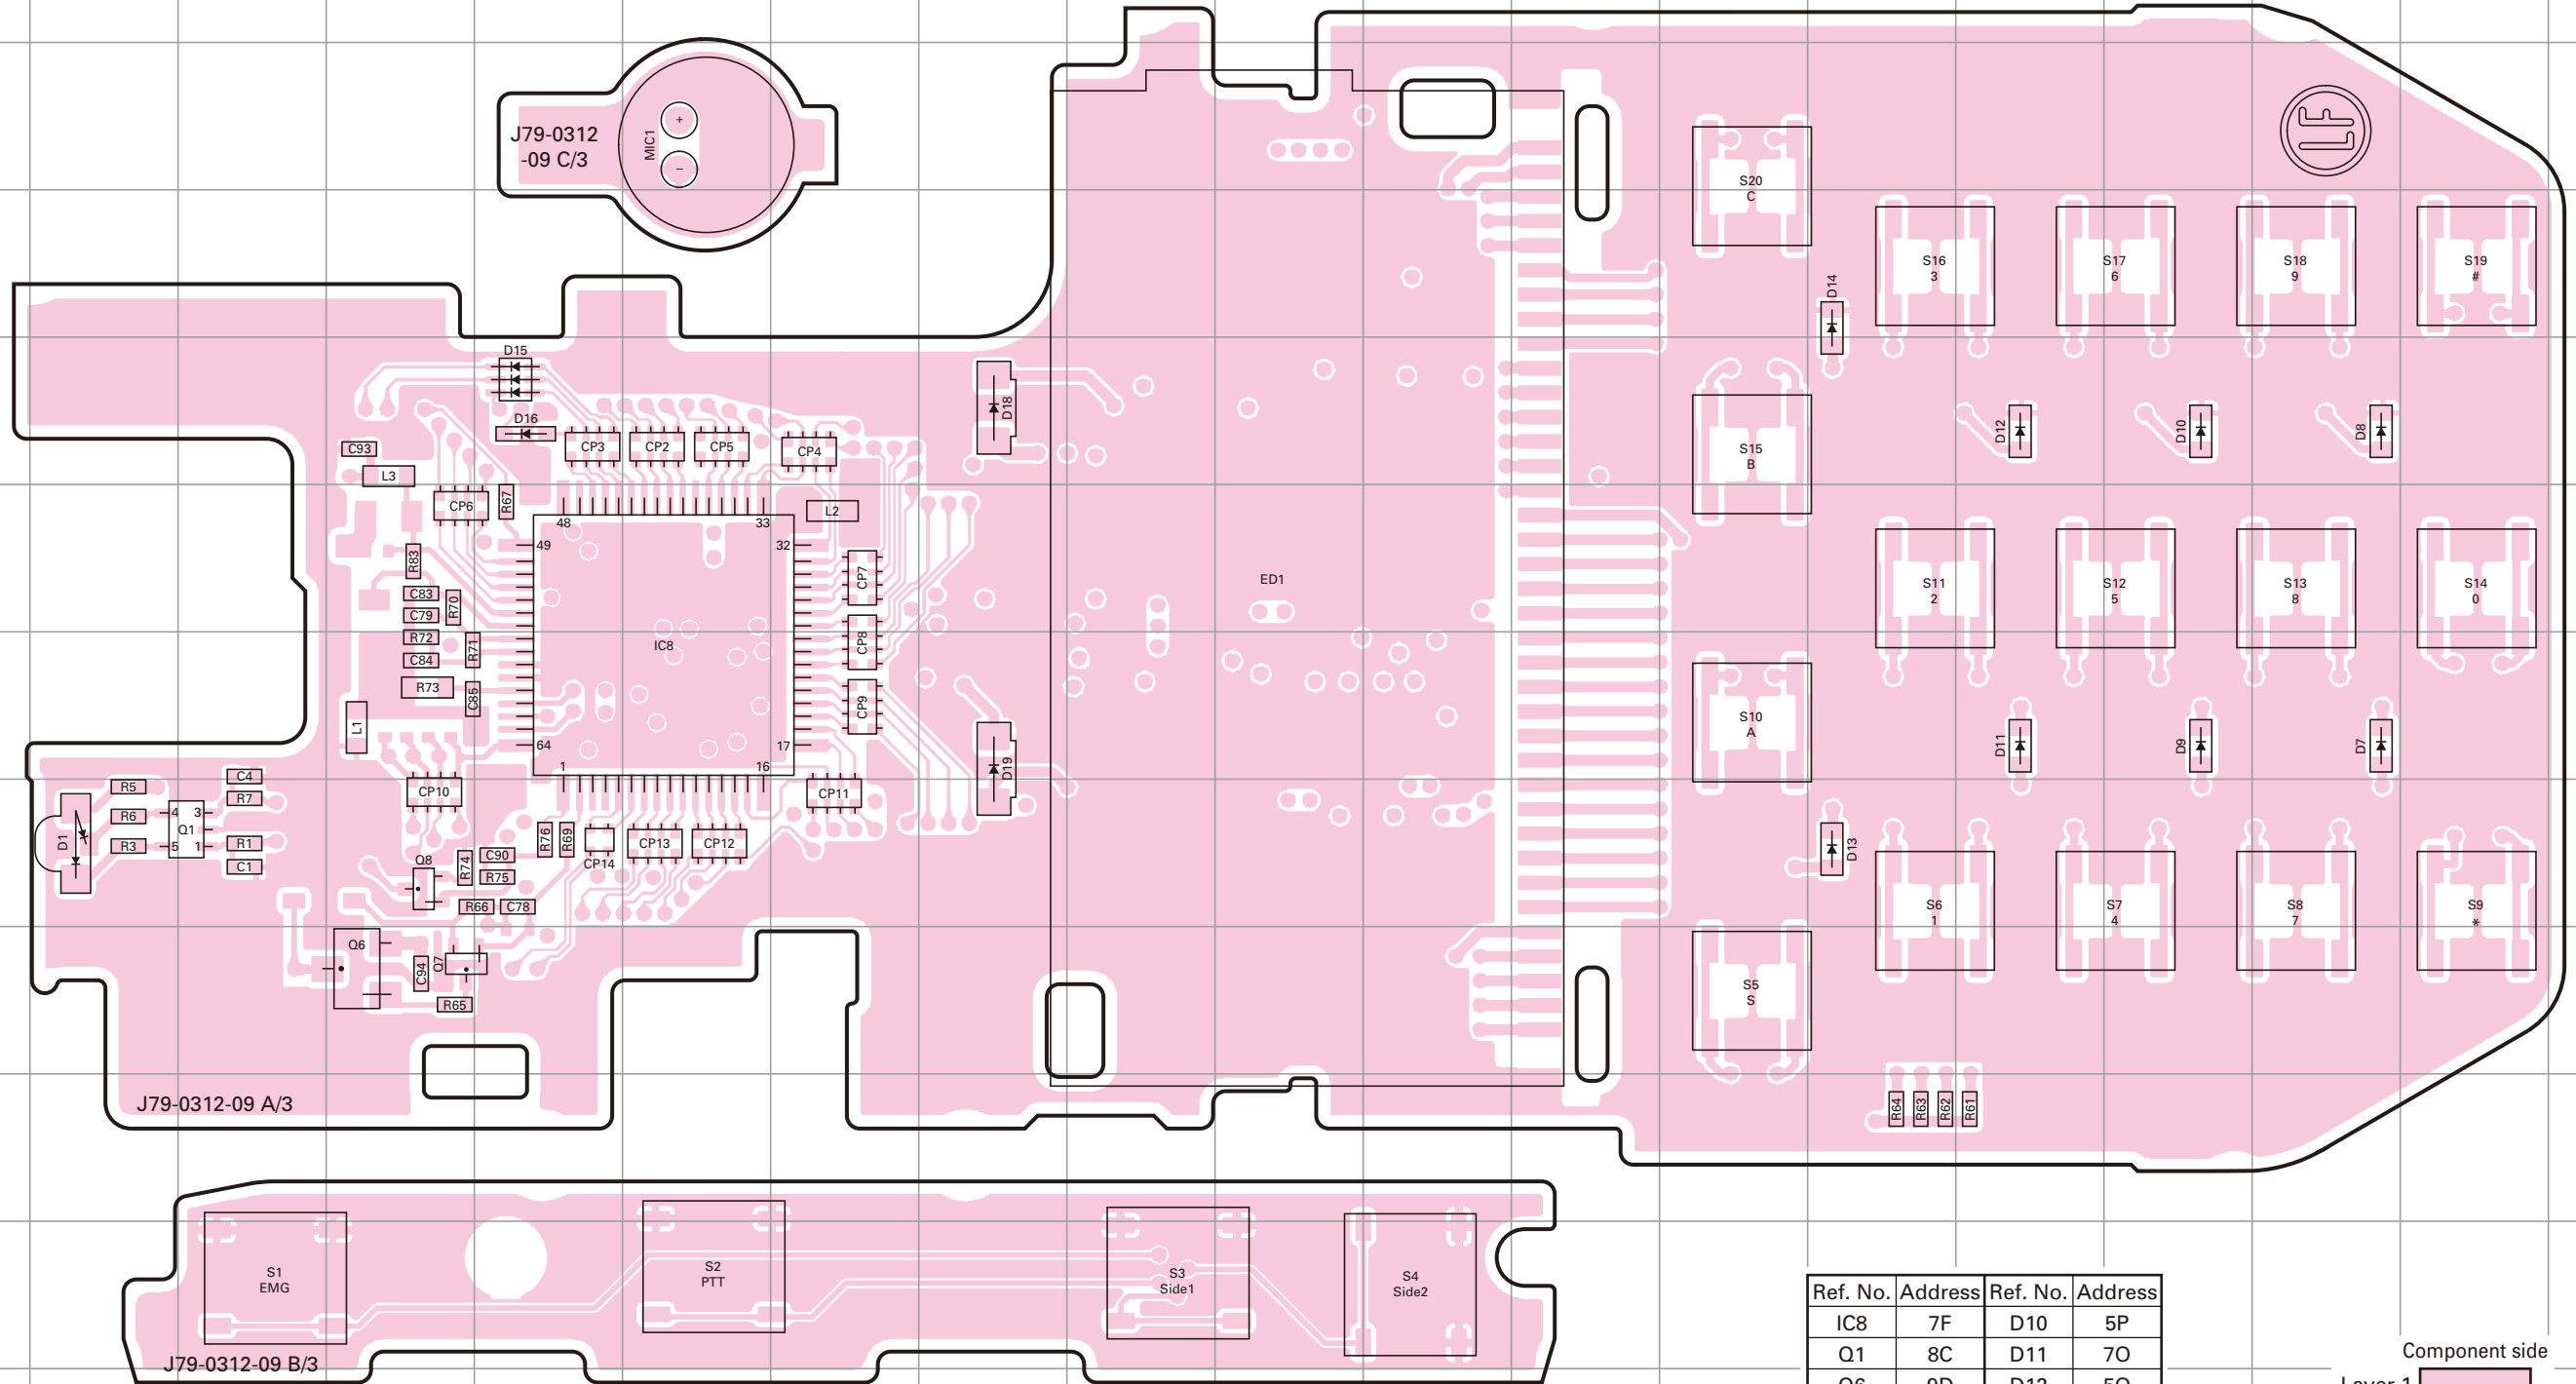 J79-0312
-09 C/3
MIC1
+
−
LF
S20
C
S16
3
S17
6
S18
9
S19
#
D14
D15
D16
D18
D12
D10
D8
C93
L3
CP3
CP2
CP5
CP4
S15
B
CP6
R67
L2
48
33
49
32
R83
CP7
ED1
C83
C79
R70
R72
R71
C84
IC8
CP8
S11
2
S12
5
S13
8
S14
0
R73
C85
CP9
L1
64
17
1
16
S10
A
D11
D9
D7
D19
C4
R5
R7
R6
4
3
Q1
5
1
R3
R1
C1
D1
CP10
CP11
R76
R69
CP14
CP13
CP12
Q8
R74
C90
R75
R66
C78
D13
S6
1
S7
4
S8
7
S9
*
Q6
C94
Q7
R65
S5
S
J79-0312-09 A/3
R64
R63
R62
R61
S1
EMG
S2
PTT
S3
Side1
S4
Side2
J79-0312-09 B/3
Ref. No. Address Ref. No. Address
IC8 7F D10 5P
Q1 8C D11 7O
Component side
Layer 1